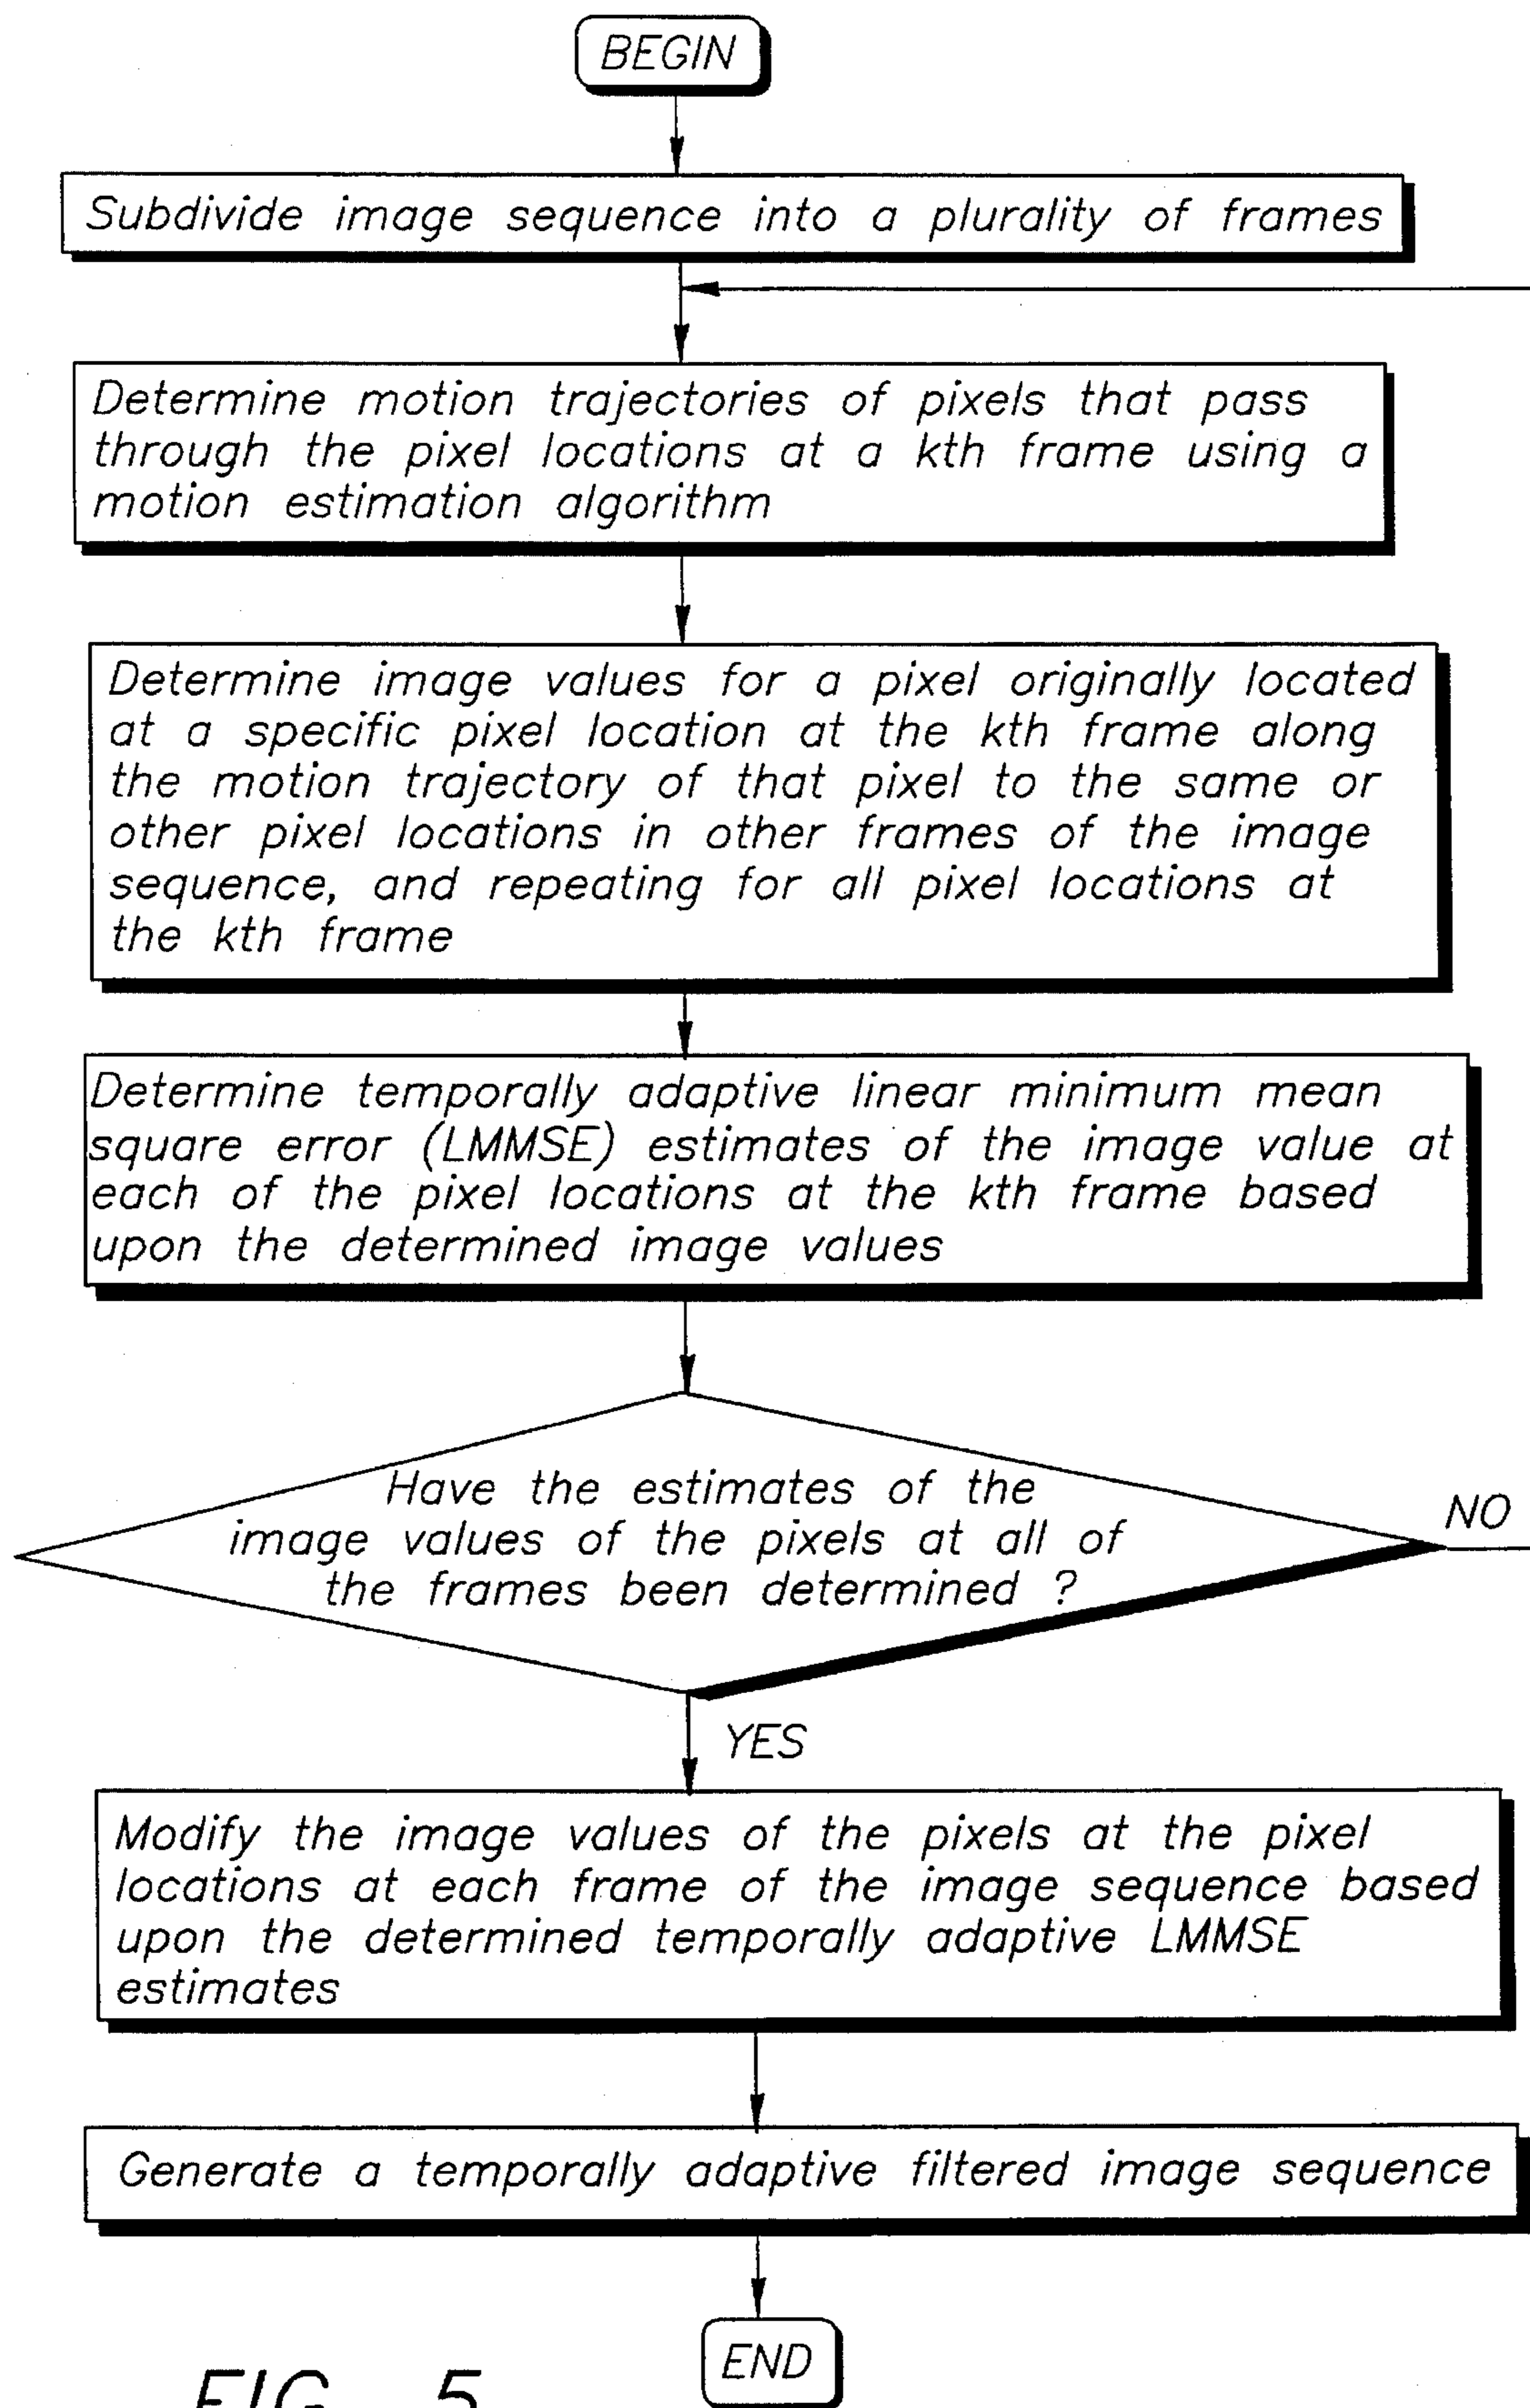 BEGIN
Subdivide image sequence into a plurality of frames
Determine motion trajectories of pixels that pass
through the pixel locations at a kth frame using a
motion estimation algorithm
Determine image values for a pixel originally located
at a specific pixel location at the kth frame along
the motion trajectory of that pixel to the same or
other pixel locations in other frames of the image
sequence, and repeating for all pixel locations at
the kth frame
Determine temporally adaptive linear minimum mean
square error (LMMSE) estimates of the image value at
each of the pixel locations at the kth frame based
upon the determined image values
Have the estimates of the
image values of the pixels at all of
the frames been determined ?
NO
YES
Modify the image values of the pixels at the pixel
locations at each frame of the image sequence based
upon the determined temporally adaptive LMMSE
estimates
Generate a temporally adaptive filtered image sequence
END
FIG. 5